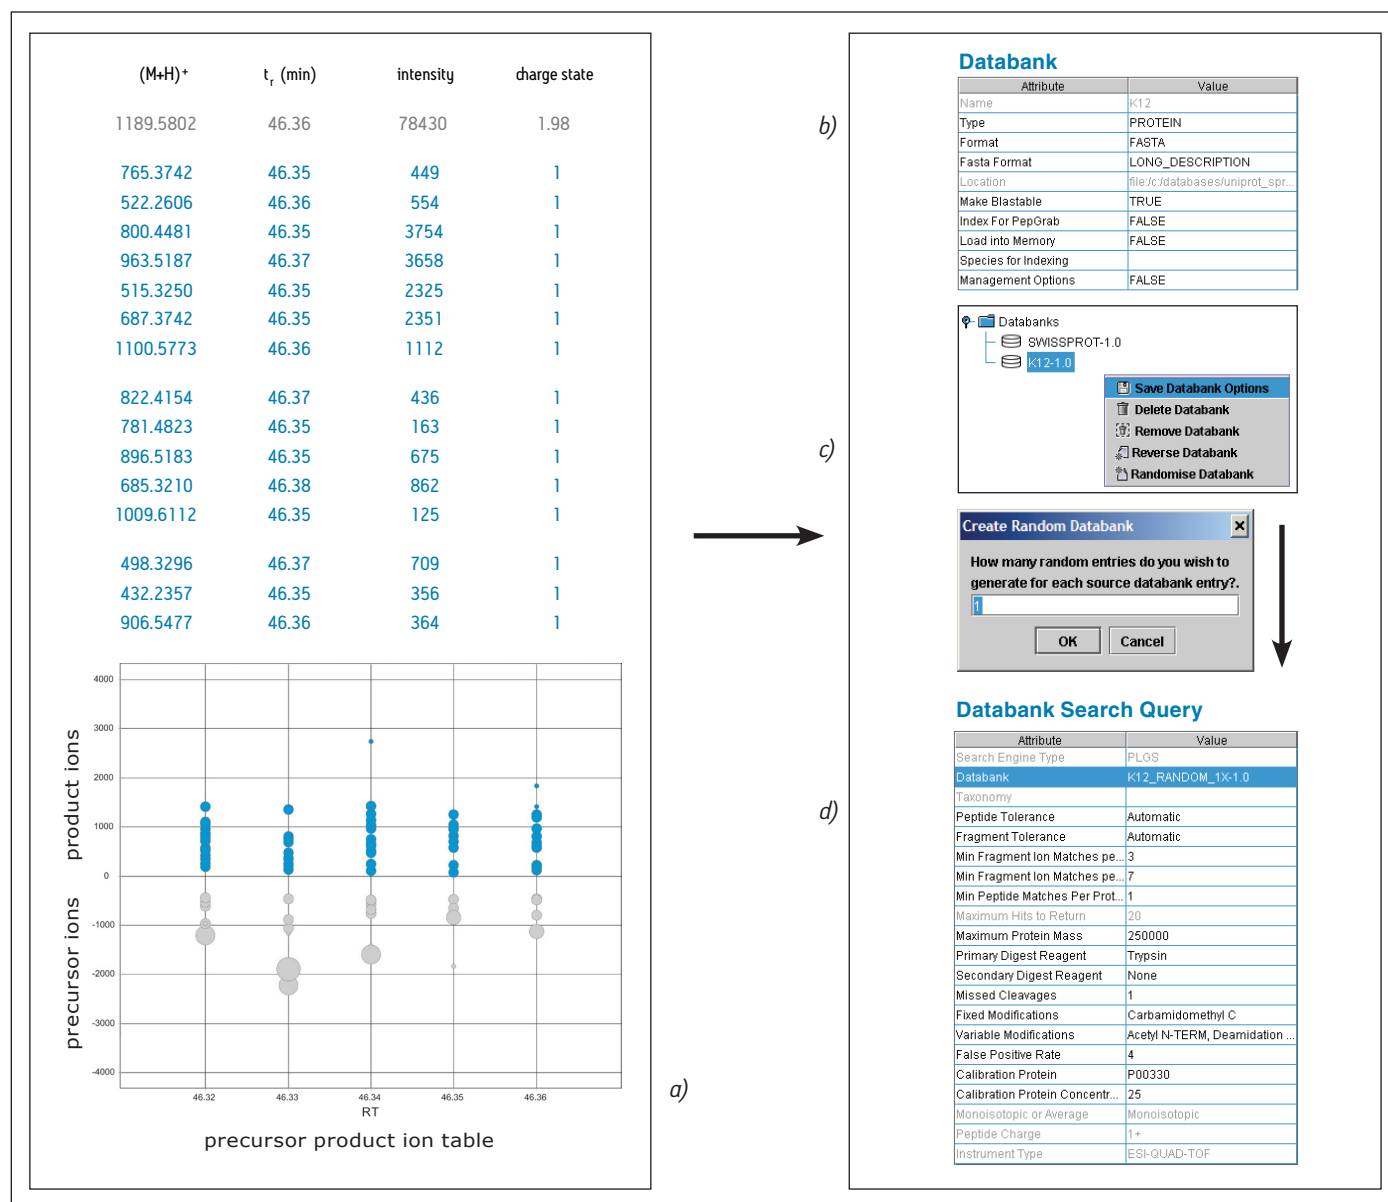 (M+H)+ tr (min) intensity charge state
1189.5802 46.36 78430 1.98
765.3742 46.35 449 1
522.2606 46.36 554 1
800.4481 46.35 3754 1
963.5187 46.37 3658 1
515.3250 46.35 2325 1
687.3742 46.35 2351 1
1100.5773 46.36 1112 1
822.4154 46.37 436 1
781.4823 46.35 163 1
896.5183 46.35 675 1
685.3210 46.38 862 1
1009.6112 46.35 125 1
498.3296 46.37 709 1
432.2357 46.35 356 1
906.5477 46.36 364 1
product ions
precursor ions
4000
3000
2000
1000
0
-1000
-2000
-3000
-4000
46.32 46.33 46.34 46.35 46.36
RT
precursor product ion table
a)
b)
Databank
Attribute Value
Name K12
Type PROTEIN
Format FASTA
Fasta Format LONG_DESCRIPTION
Location file:/c:/databases/uniprot_spr...
Make Blastable TRUE
Index For PepGrab FALSE
Load into Memory FALSE
Species for Indexing
Management Options FALSE
c)
Databanks
SWISSPROT-1.0
K12-1.0
Save Databank Options
Delete Databank
Remove Databank
Reverse Databank
Randomise Databank
Create Random Databank
How many random entries do you wish to
generate for each source databank entry?.
1
OK Cancel
d)
Databank Search Query
Attribute Value
Search Engine Type PLGS
Databank K12_RANDOM_1X-1.0
Taxonomy
Peptide Tolerance Automatic
Fragment Tolerance Automatic
Min Fragment Ion Matches pe... 3
Min Fragment Ion Matches pe... 7
Min Peptide Matches Per Prot... 1
Maximum Hits to Return 20
Maximum Protein Mass 250000
Primary Digest Reagent Trypsin
Secondary Digest Reagent None
Missed Cleavages 1
Fixed Modifications Carbamidomethyl C
Variable Modifications Acetyl N-TERM, Deamidation ...
False Positive Rate 4
Calibration Protein P00330
Calibration Protein Concentr... 25
Monoisotopic or Average Monoisotopic
Peptide Charge 1+
Instrument Type ESI-QUAD-TOF